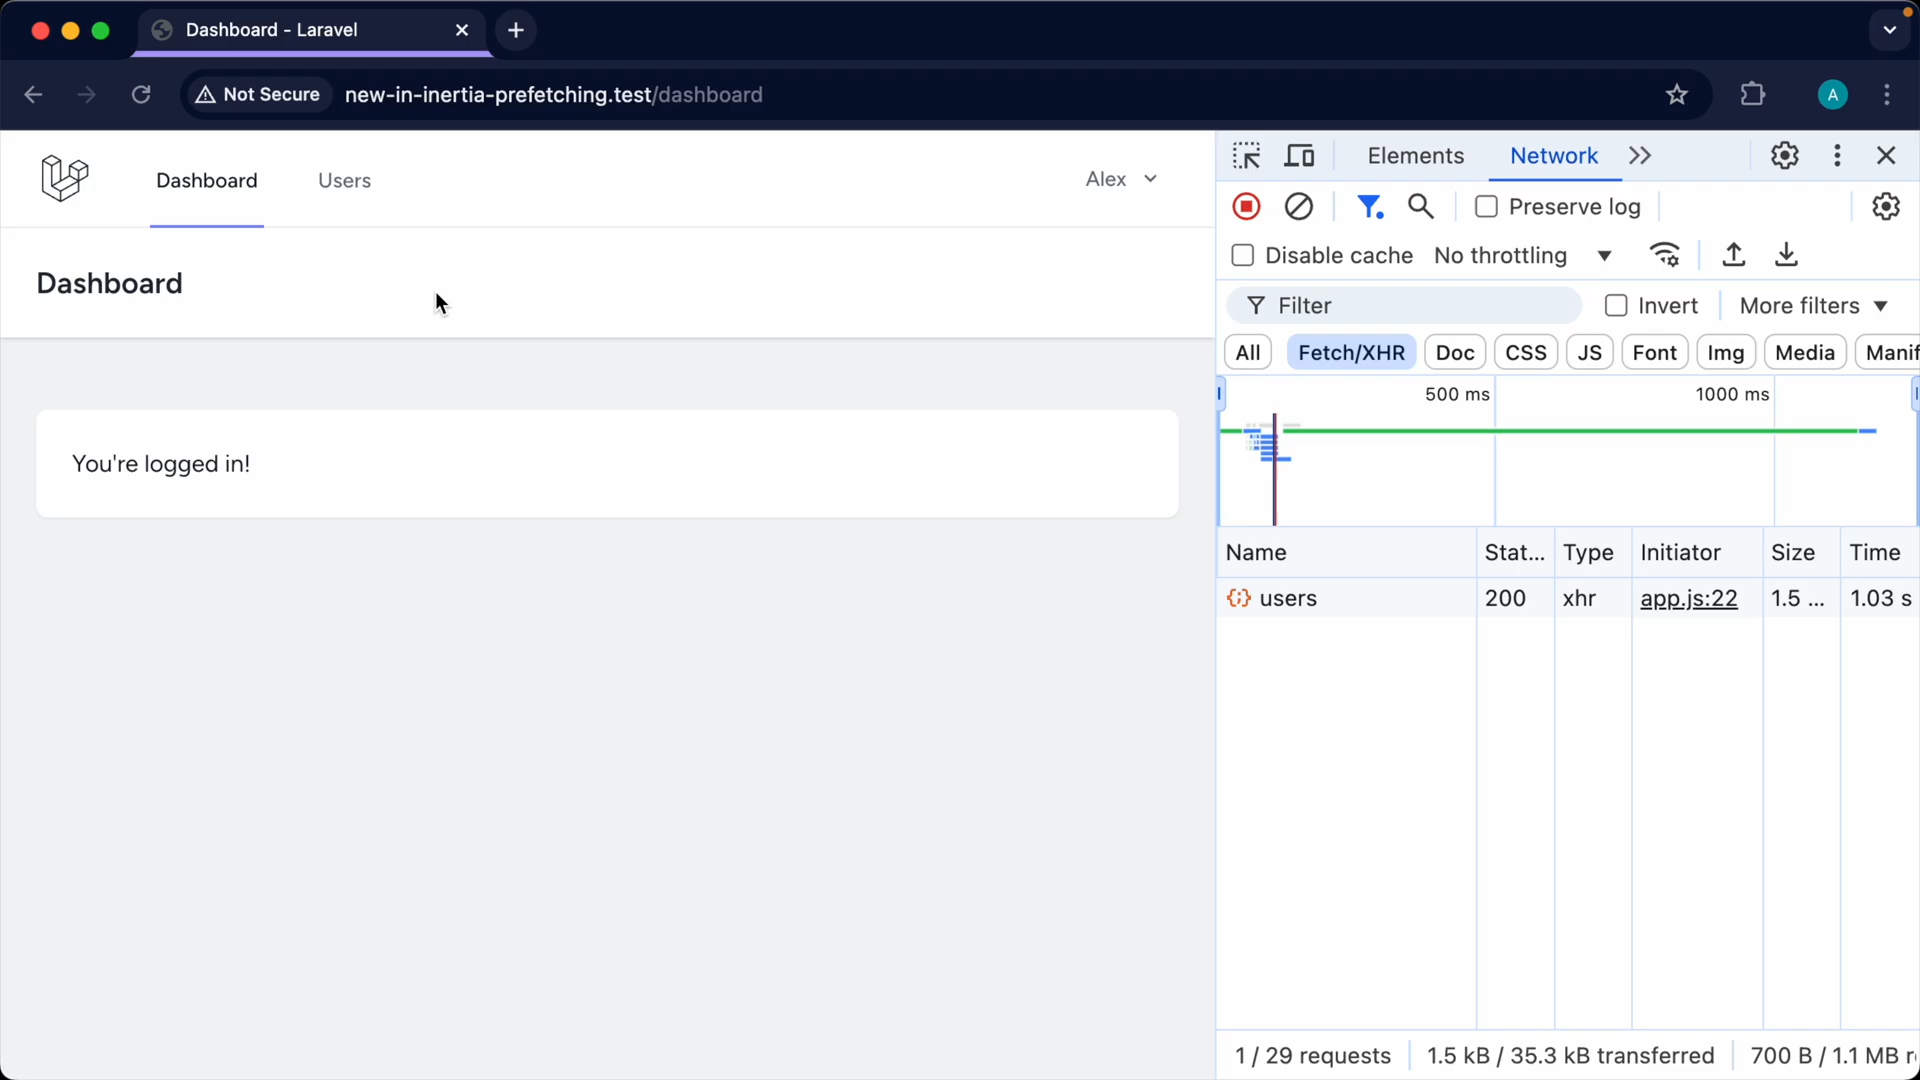 Dashboard - Laravel
Not Secure new-in-inertia-prefetching.test/dashboard A
Dashboard Users Alex
Dashboard
You're logged in!
Elements Network
Preserve log
Disable cache No throttling
Filter Invert More filters
All Fetch/XHR Doc CSS JS Font Img Media Manif
500 ms 1000 ms
Name Stat... Type Initiator Size Time
users 200 xhr app.js:22 1.5 ... 1.03 s
1 / 29 requests 1.5 kB / 35.3 kB transferred 700 B / 1.1 MB r